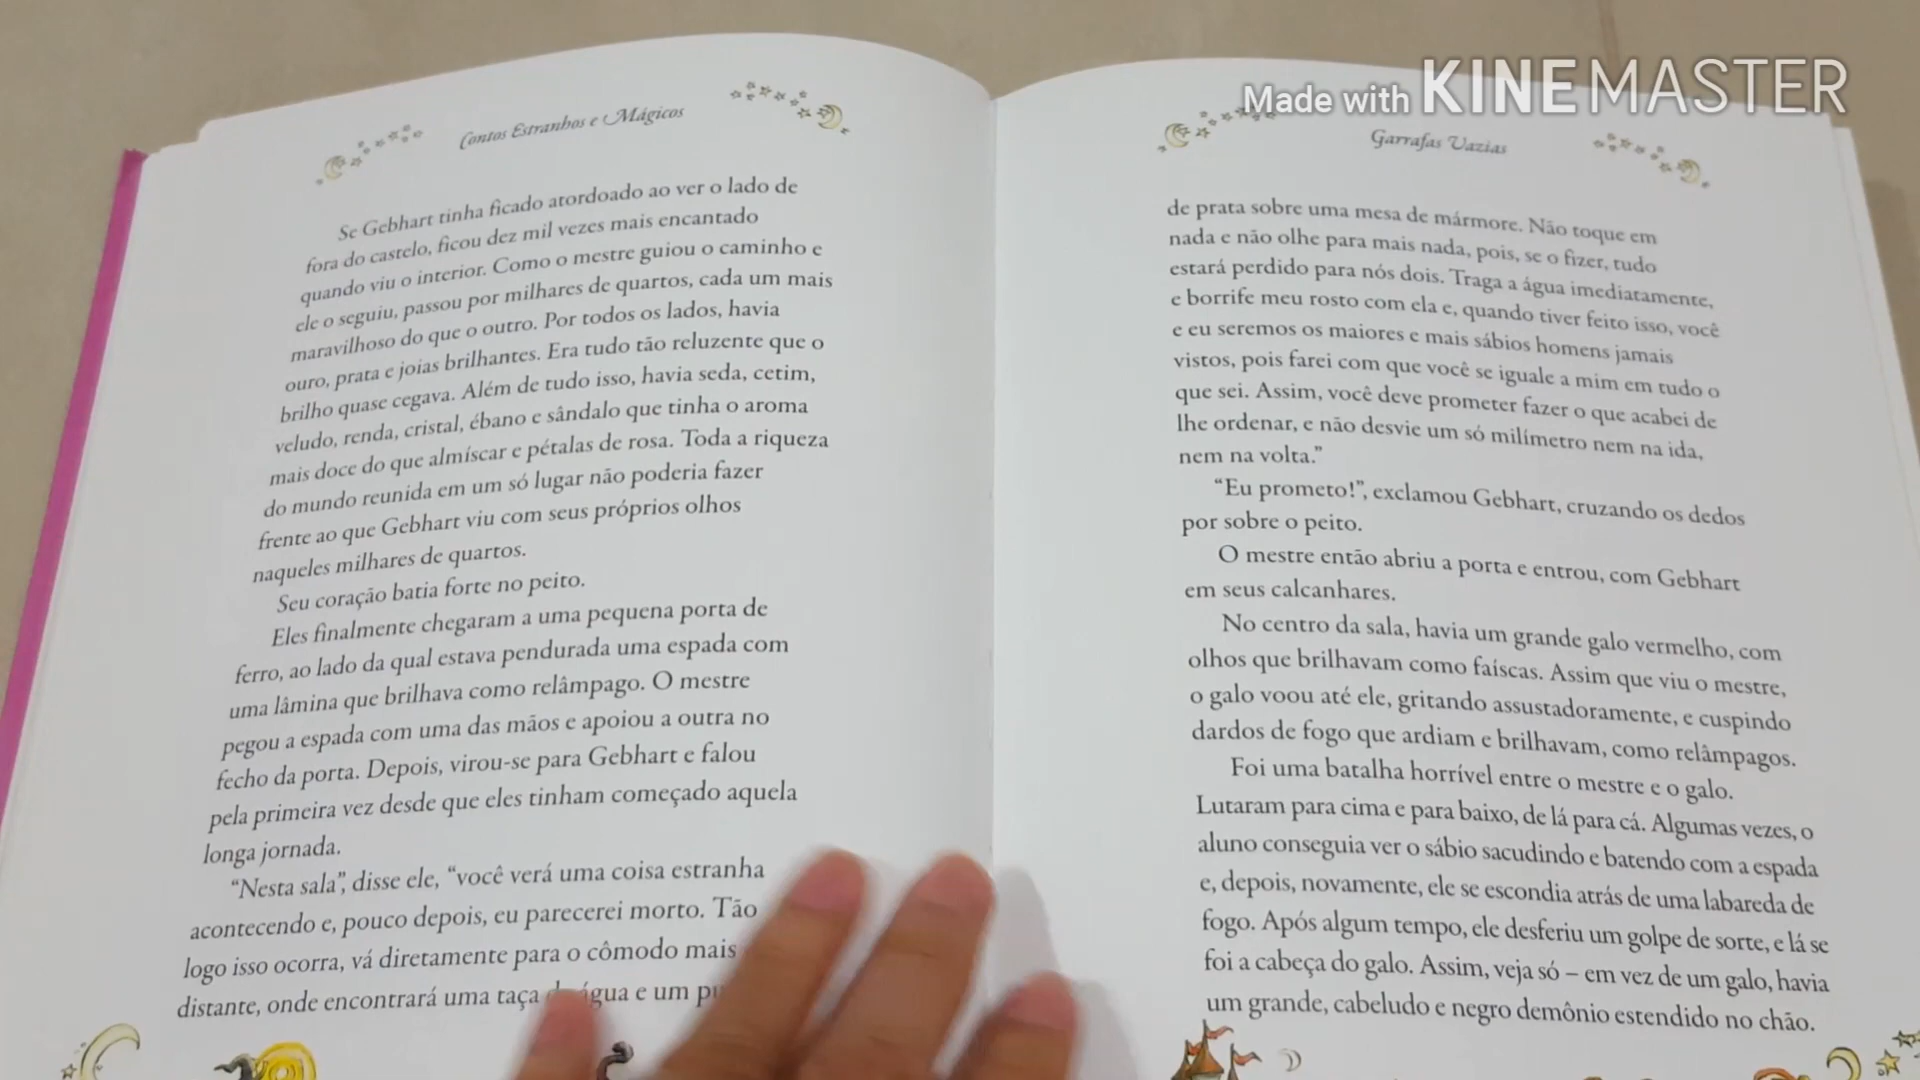 Made with KINEMASTER
Contos Estranhos e Mágicos
Se Gebhart tinha ficado atordoado ao ver o lado de
fora do castelo, ficou dez mil vezes mais encantado
quando viu o interior. Como o mestre guiou o caminho e
ele o seguiu, passou por milhares de quartos, cada um mais
maravilhoso do que o outro. Por todos os lados, havia
ouro, prata e joias brilhantes. Era tudo tão reluzente que o
brilho quase cegava. Além de tudo isso, havia seda, cetim,
veludo, renda, cristal, ébano e sândalo que tinha o aroma
mais doce do que almíscar e pétalas de rosa. Toda a riqueza
do mundo reunida em um só lugar não poderia fazer
frente ao que Gebhart viu com seus próprios olhos
naqueles milhares de quartos.
Seu coração batia forte no peito.
Eles finalmente chegaram a uma pequena porta de
ferro, ao lado da qual estava pendurada uma espada com
uma lâmina que brilhava como relâmpago. O mestre
pegou a espada com uma das mãos e apoiou a outra no
fecho da porta. Depois, virou-se para Gebhart e falou
pela primeira vez desde que eles tinham começado aquela
longa jornada.
“Nesta sala”, disse ele, “você verá uma coisa estranha
acontecendo e, pouco depois, eu parecerei morto. Tão
logo isso ocorra, vá diretamente para o cômodo mais
distante, onde encontrará uma taça água e um
Garrafas Vazias
de prata sobre uma mesa de mármore. Não toque em
nada e não olhe para mais nada, pois, se o fizer, tudo
estará perdido para nós dois. Traga a água imediatamente,
e borrife meu rosto com ela e, quando tiver feito isso, você
e eu seremos os maiores e mais sábios homens jamais
vistos, pois farei com que você se iguale a mim em tudo o
que sei. Assim, você deve prometer fazer o que acabei de
lhe ordenar, e não desvie um só milímetro nem na ida,
nem na volta.”
“Eu prometo!”, exclamou Gebhart, cruzando os dedos
por sobre o peito.
O mestre então abriu a porta e entrou, com Gebhart
em seus calcanhares.
No centro da sala, havia um grande galo vermelho, com
olhos que brilhavam como faíscas. Assim que viu o mestre,
o galo voou até ele, gritando assustadoramente, e cuspindo
dardos de fogo que ardiam e brilhavam, como relâmpagos.
Foi uma batalha horrível entre o mestre e o galo.
Lutaram para cima e para baixo, de lá para cá. Algumas vezes, o
aluno conseguia ver o sábio sacudindo e batendo com a espada
e, depois, novamente, ele se escondia atrás de uma labareda de
fogo. Após algum tempo, ele desferiu um golpe de sorte, e lá se
foi a cabeça do galo. Assim, veja só – em vez de um galo, havia
um grande, cabeludo e negro demônio estendido no chão.